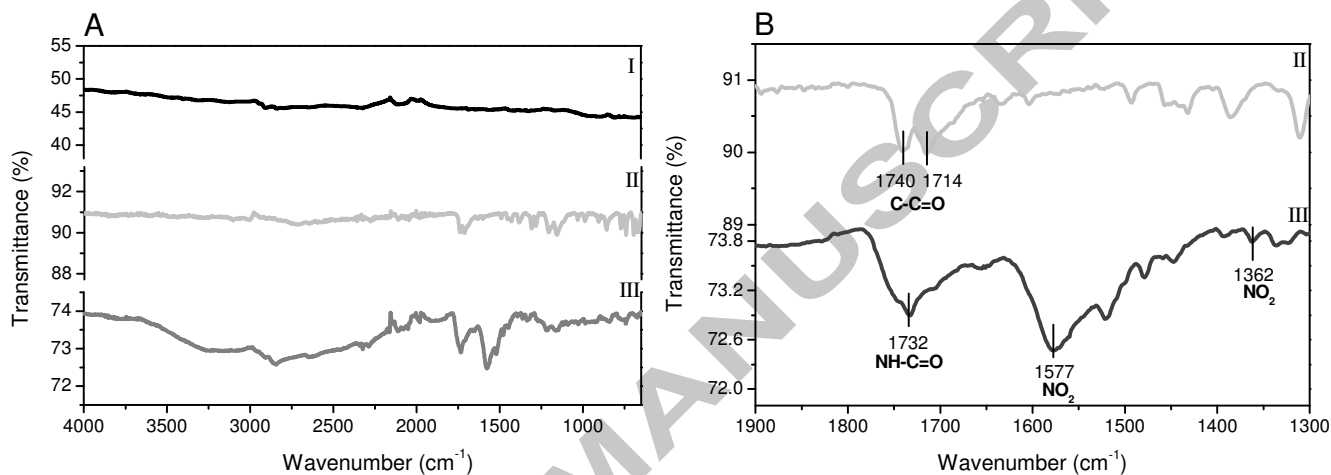 A
55
50
45
40
92
90
88
74
73
72
I
II
III
Transmittance (%)
4000 3500 3000 2500 2000 1500 1000
Wavenumber (cm⁻¹)
B
91
90
89
73.8
73.2
72.6
72.0
II
1740 1714
C-C=O
III
1362
NO₂
1732
NH-C=O
1577
NO₂
Transmittance (%)
1900 1800 1700 1600 1500 1400 1300
Wavenumber (cm⁻¹)
MANUSCRI